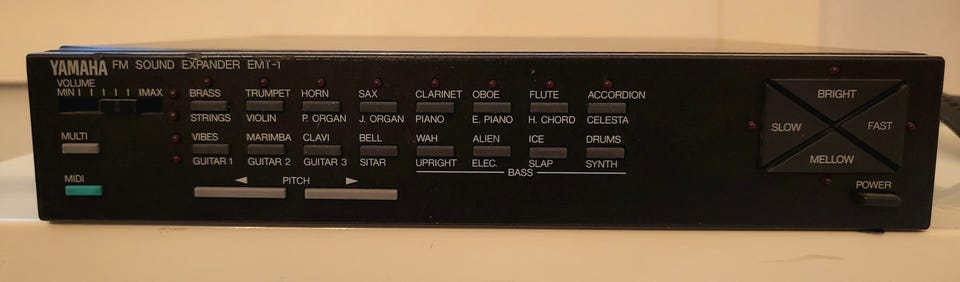 YAMAHA FM SOUND EXPANDER EMT-1
VOLUME
MIN MAX
BRASS TRUMPET HORN SAX CLARINET OBOE FLUTE ACCORDION
STRINGS VIOLIN P. ORGAN J. ORGAN PIANO E. PIANO H. CHORD CELESTA
MULTI
VIBES MARIMBA CLAVI BELL WAH ALIEN ICE DRUMS
GUITAR 1 GUITAR 2 GUITAR 3 SITAR UPRIGHT ELEC. SLAP SYNTH
BASS
MIDI
PITCH
BRIGHT
SLOW FAST
MELLOW
POWER